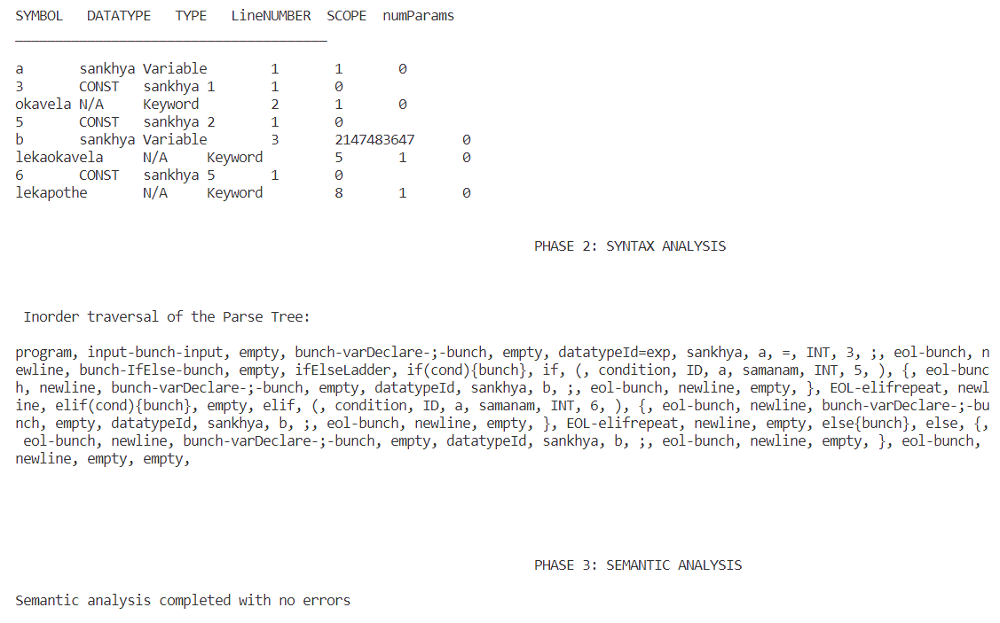 SYMBOL   DATATYPE   TYPE   LineNUMBER  SCOPE  numParams
_______________________________________
a       sankhya Variable        1       1       0
3       CONST   sankhya 1       1       0
okavela N/A     Keyword         2       1       0
5       CONST   sankhya 2       1       0
b       sankhya Variable        3       2147483647      0
lekaokavela     N/A     Keyword         5       1       0
6       CONST   sankhya 5       1       0
lekapothe       N/A     Keyword         8       1       0
PHASE 2: SYNTAX ANALYSIS
Inorder traversal of the Parse Tree:
program, input-bunch-input, empty, bunch-varDeclare-;-bunch, empty, datatypeId=exp, sankhya, a, =, INT, 3, ;, eol-bunch, n
ewline, bunch-IfElse-bunch, empty, ifElseLadder, if(cond){bunch}, if, (, condition, ID, a, samanam, INT, 5, ), {, eol-bunc
h, newline, bunch-varDeclare-;-bunch, empty, datatypeId, sankhya, b, ;, eol-bunch, newline, empty, }, EOL-elifrepeat, newl
ine, elif(cond){bunch}, empty, elif, (, condition, ID, a, samanam, INT, 6, ), {, eol-bunch, newline, bunch-varDeclare-;-bu
nch, empty, datatypeId, sankhya, b, ;, eol-bunch, newline, empty, }, EOL-elifrepeat, newline, empty, else{bunch}, else, {,
eol-bunch, newline, bunch-varDeclare-;-bunch, empty, datatypeId, sankhya, b, ;, eol-bunch, newline, empty, }, eol-bunch,
newline, empty, empty,
PHASE 3: SEMANTIC ANALYSIS
Semantic analysis completed with no errors